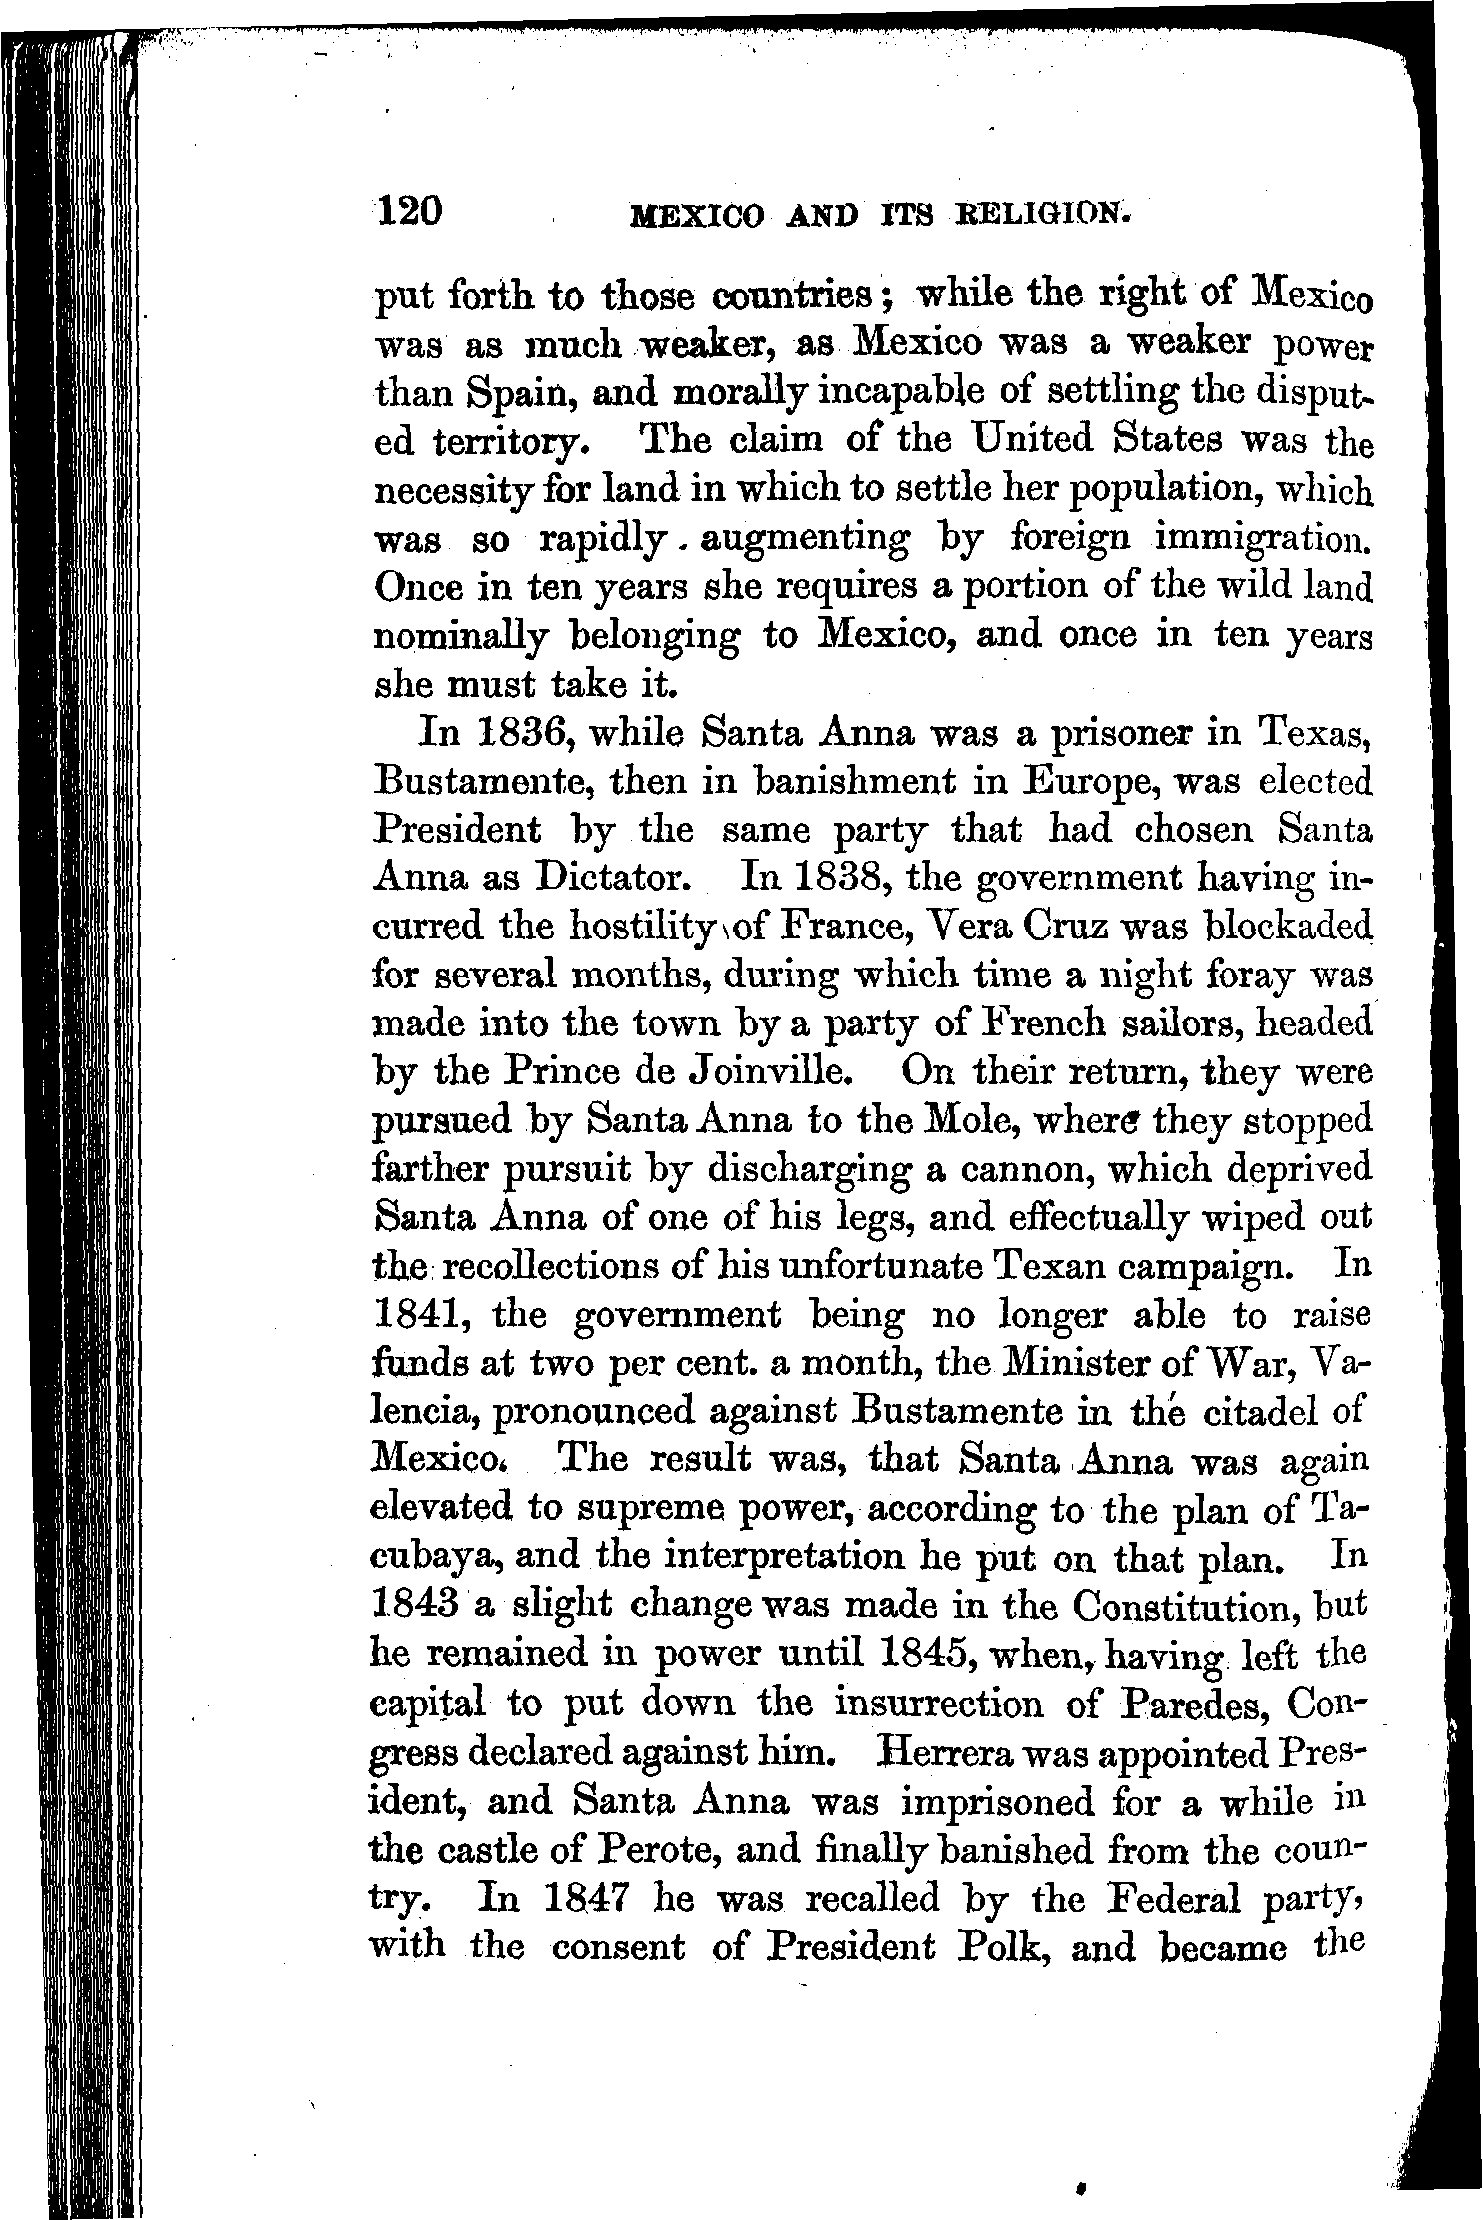 120 MEXICO AND ITS RELIGION.
put forth to those countries; while the right of Mexico
was as much weaker, as Mexico was a weaker power
than Spain, and morally incapable of settling the disput-
ed territory. The claim of the United States was the
necessity for land in which to settle her population, which
was so rapidly augmenting by foreign immigration.
Once in ten years she requires a portion of the wild land
nominally belonging to Mexico, and once in ten years
she must take it.
In 1836, while Santa Anna was a prisoner in Texas,
Bustamente, then in banishment in Europe, was elected
President by the same party that had chosen Santa
Anna as Dictator. In 1838, the government having in-
curred the hostility of France, Vera Cruz was blockaded
for several months, during which time a night foray was
made into the town by a party of French sailors, headed
by the Prince de Joinville. On their return, they were
pursued by Santa Anna to the Mole, where they stopped
farther pursuit by discharging a cannon, which deprived
Santa Anna of one of his legs, and effectually wiped out
the recollections of his unfortunate Texan campaign. In
1841, the government being no longer able to raise
funds at two per cent. a month, the Minister of War, Va-
lencia, pronounced against Bustamente in the citadel of
Mexico. The result was, that Santa Anna was again
elevated to supreme power, according to the plan of Ta-
cubaya, and the interpretation he put on that plan. In
1843 a slight change was made in the Constitution, but
he remained in power until 1845, when, having left the
capital to put down the insurrection of Paredes, Con-
gress declared against him. Herrera was appointed Pres-
ident, and Santa Anna was imprisoned for a while in
the castle of Perote, and finally banished from the coun-
try. In 1847 he was recalled by the Federal party,
with the consent of President Polk, and became the